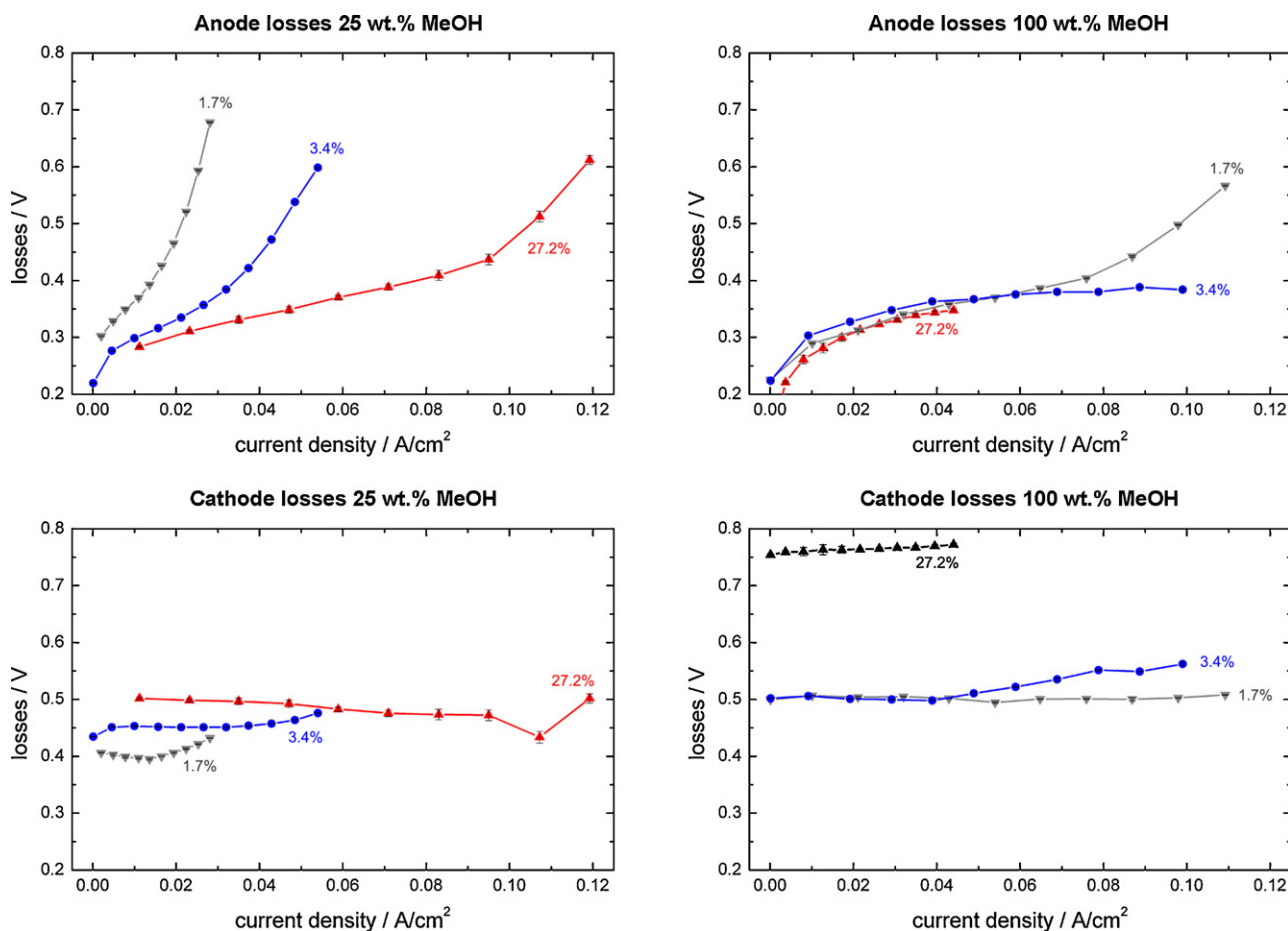 Anode losses 25 wt.% MeOH
0.8
0.7
0.6
0.5
0.4
0.3
0.2
losses / V
1.7%
3.4%
27.2%
0.00 0.02 0.04 0.06 0.08 0.10 0.12
current density / A/cm²
Anode losses 100 wt.% MeOH
0.8
0.7
0.6
0.5
0.4
0.3
0.2
losses / V
1.7%
3.4%
27.2%
0.00 0.02 0.04 0.06 0.08 0.10 0.12
current density / A/cm²
Cathode losses 25 wt.% MeOH
0.8
0.7
0.6
0.5
0.4
0.3
0.2
losses / V
27.2%
3.4%
1.7%
0.00 0.02 0.04 0.06 0.08 0.10 0.12
current density / A/cm²
Cathode losses 100 wt.% MeOH
0.8
0.7
0.6
0.5
0.4
0.3
0.2
losses / V
27.2%
3.4%
1.7%
0.00 0.02 0.04 0.06 0.08 0.10 0.12
current density / A/cm²